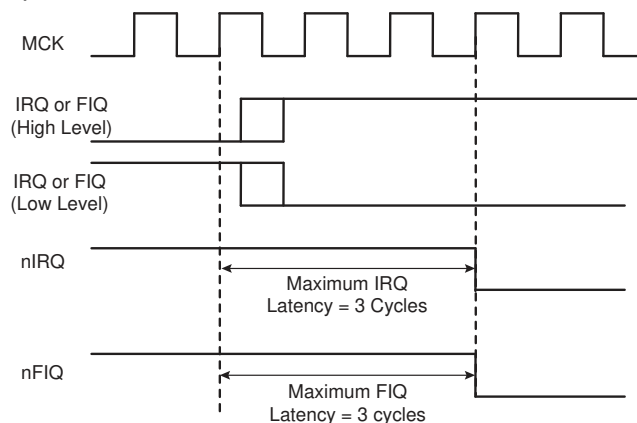 MCK
IRQ or FIQ
(High Level)
IRQ or FIQ
(Low Level)
nIRQ
Maximum IRQ
Latency = 3 Cycles
nFIQ
Maximum FIQ
Latency = 3 cycles